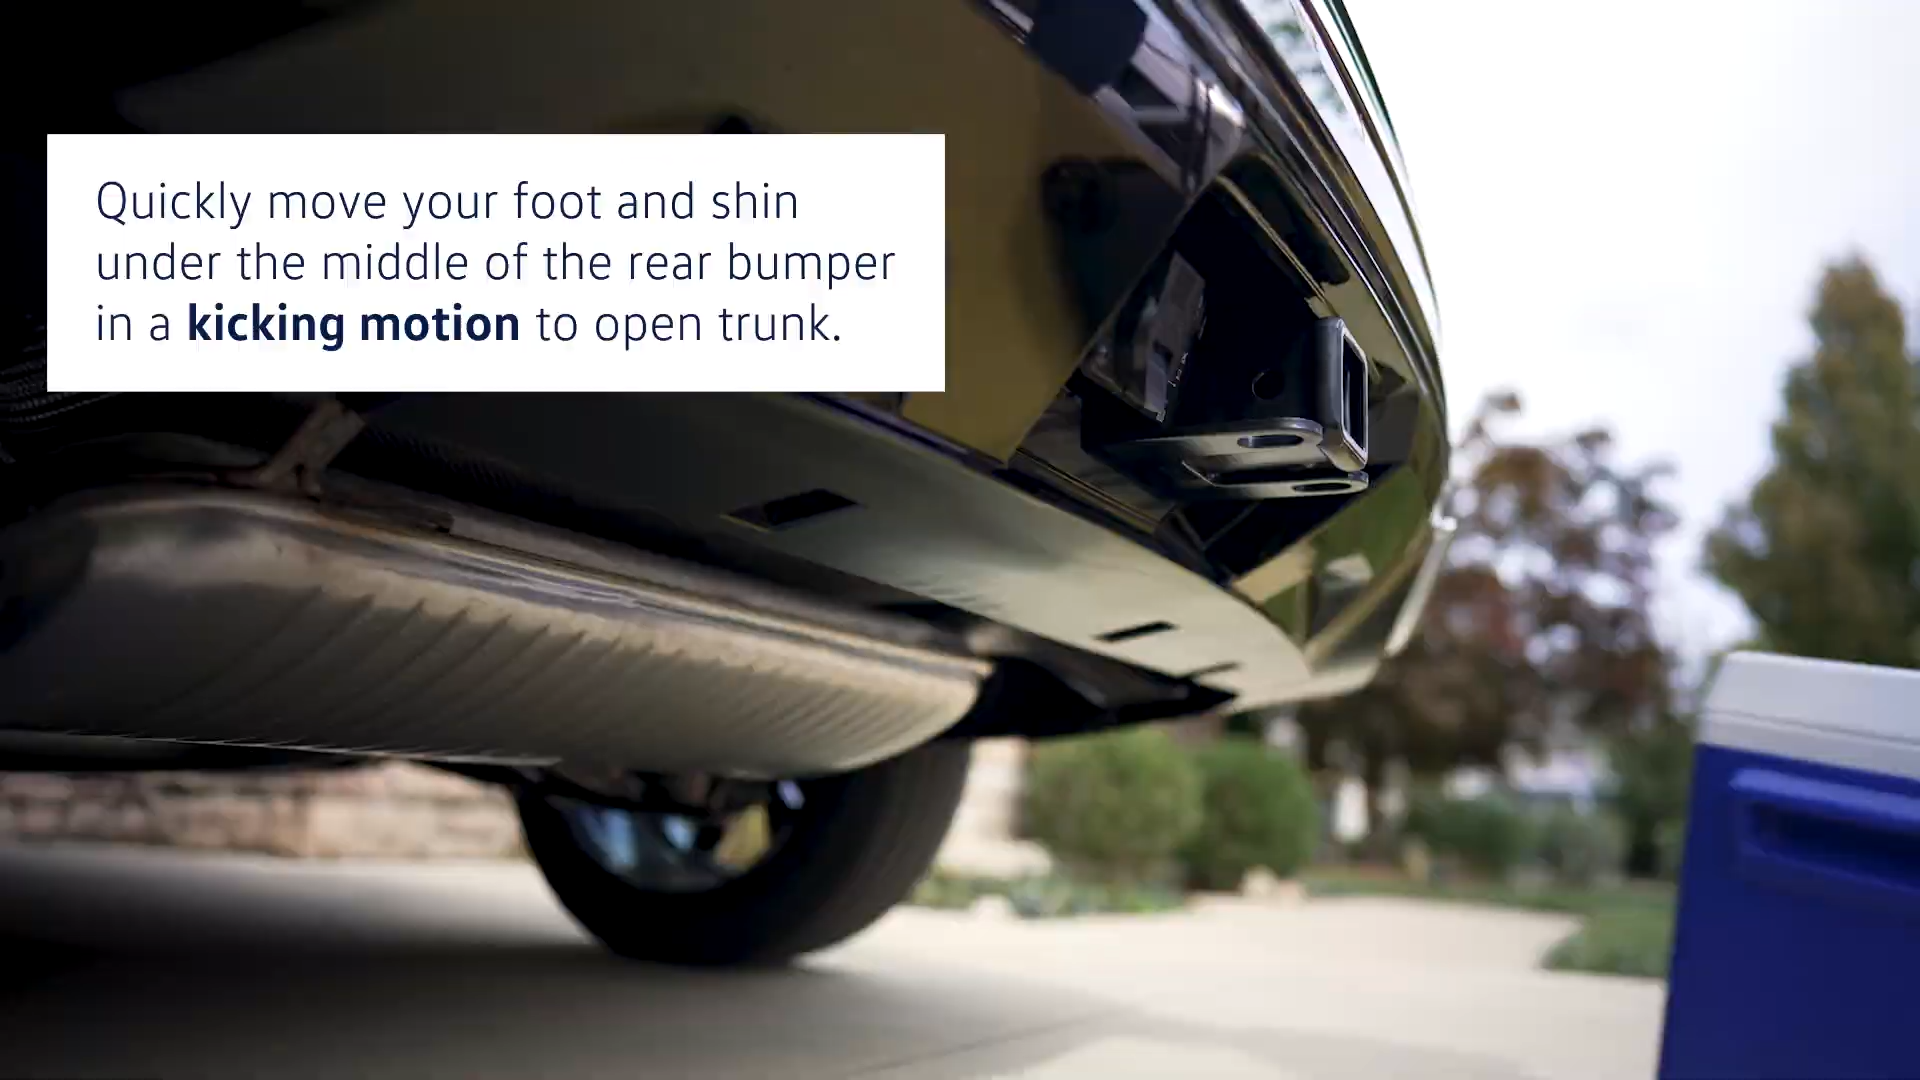 Quickly move your foot and shin
under the middle of the rear bumper
in a kicking motion to open trunk.